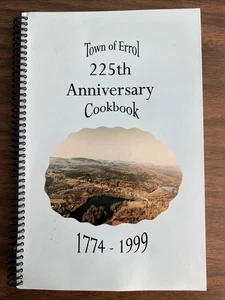 Town of Errol
225th
Anniversary
Cookbook
1774 - 1999